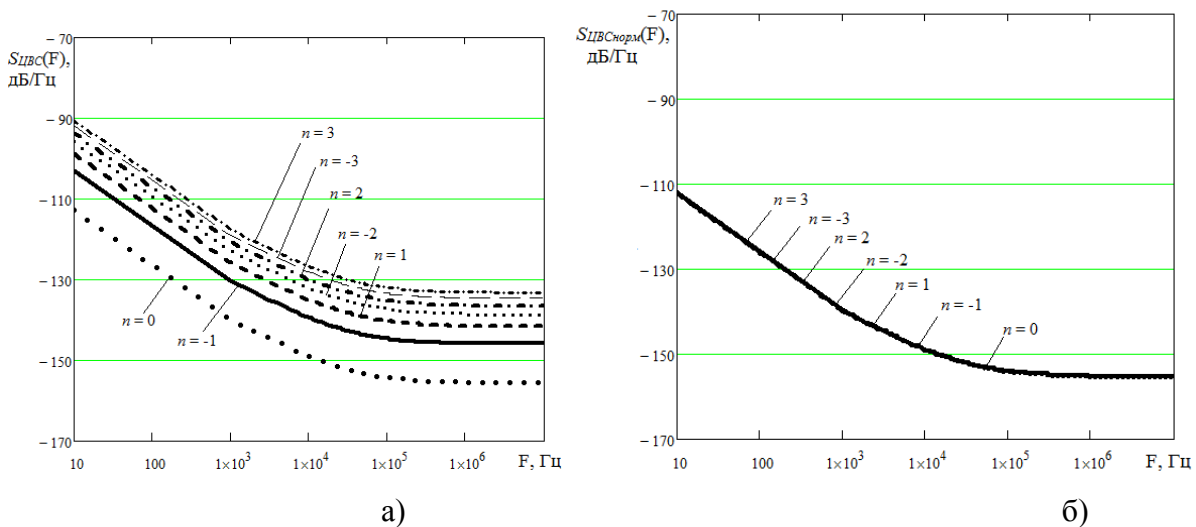 S_ЦВС(F),
дБ/Гц
−70
−90
−110
−130
−150
−170
n = 3
n = -3
n = 2
n = -2
n = 1
n = 0
n = -1
10 100 1×10³ 1×10⁴ 1×10⁵ 1×10⁶ F, Гц
а)
S_ЦВСнорм(F),
дБ/Гц
−70
−90
−110
−130
−150
−170
n = 3
n = -3
n = 2
n = -2
n = 1
n = -1
n = 0
10 100 1×10³ 1×10⁴ 1×10⁵ 1×10⁶ F, Гц
б)